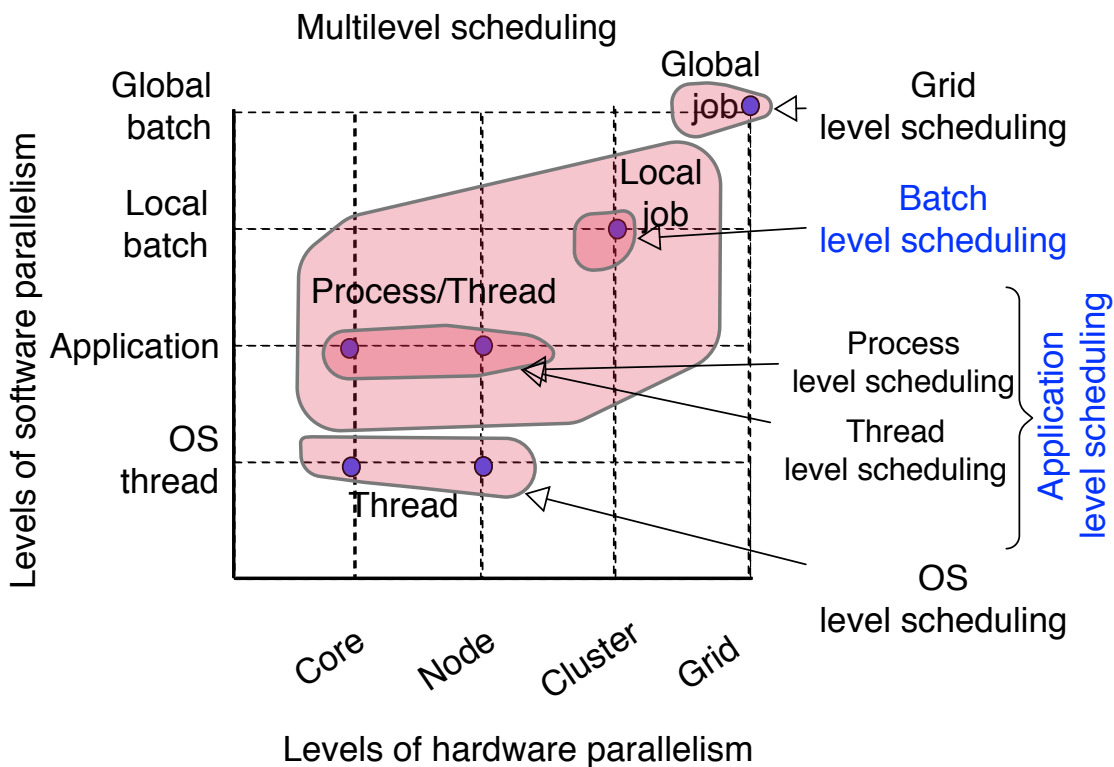 Multilevel scheduling
Global
batch
Local
batch
Application
OS
thread
Levels of software parallelism
Global
job
Local
job
Process/Thread
Thread
Grid
level scheduling
Batch
level scheduling
Process
level scheduling
Thread
level scheduling
Application
level scheduling
OS
level scheduling
Core
Node
Cluster
Grid
Levels of hardware parallelism